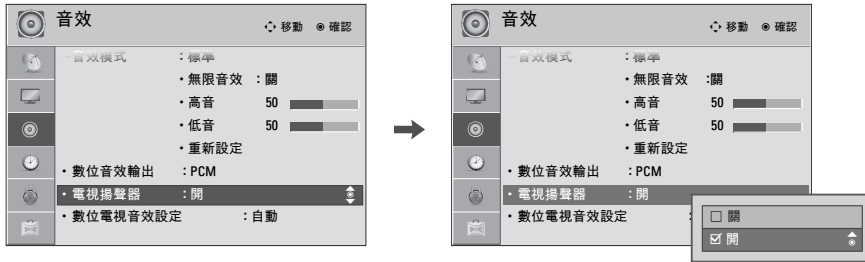 音效 移動 確認
音效模式 ：標準
・無限音效 ：關
・高音 50
・低音 50
・重新設定
・數位音效輸出 ：PCM
・電視揚聲器 ：開
・數位電視音效設定 ：自動
音效 移動 確認
音效模式 ：標準
・無限音效 :關
・高音 50
・低音 50
・重新設定
・數位音效輸出 ：PCM
・電視揚聲器 ：開
・數位電視音效設定 :
關
開